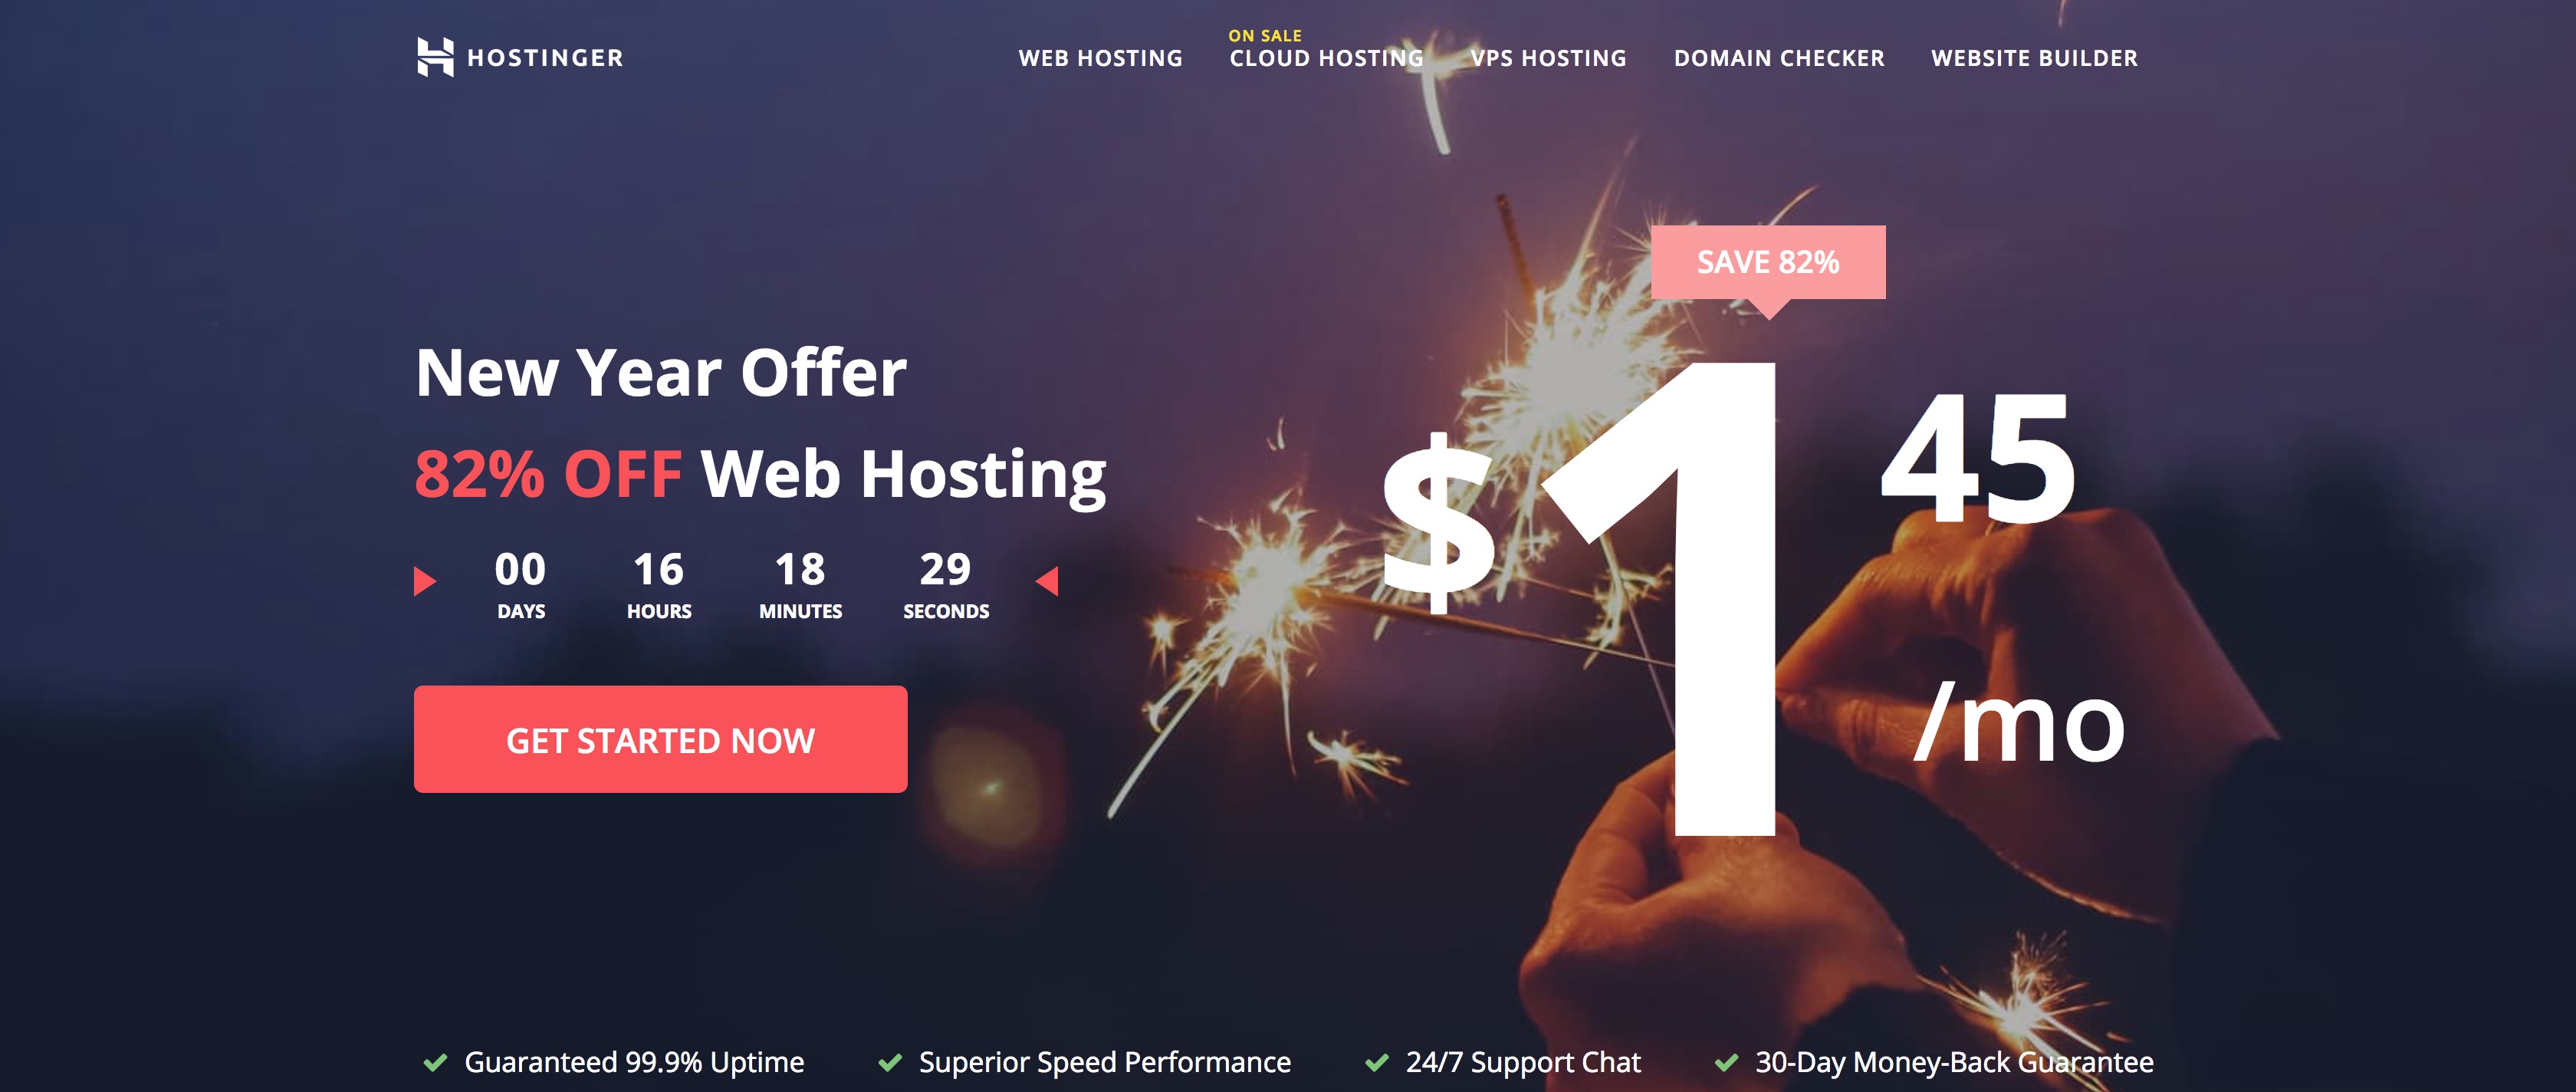 HOSTINGER
WEB HOSTING
ON SALE
CLOUD HOSTING
VPS HOSTING
DOMAIN CHECKER
WEBSITE BUILDER
SAVE 82%
New Year Offer
82% OFF Web Hosting
00 16 18 29
DAYS HOURS MINUTES SECONDS
GET STARTED NOW
$1 45
/mo
Guaranteed 99.9% Uptime
Superior Speed Performance
24/7 Support Chat
30-Day Money-Back Guarantee